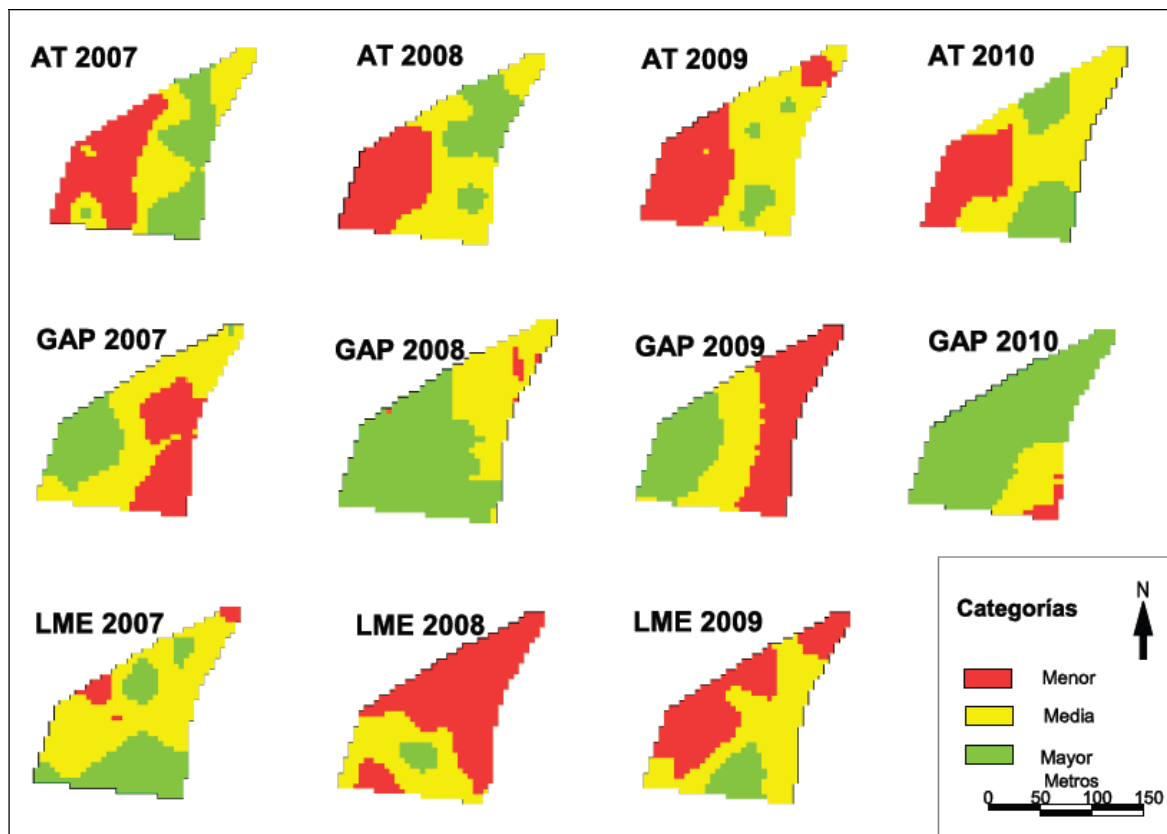 AT 2007
AT 2008
AT 2009
AT 2010
GAP 2007
GAP 2008
GAP 2009
GAP 2010
LME 2007
LME 2008
LME 2009
N
Categorías
Menor
Media
Mayor
Metros
0 50 100 150